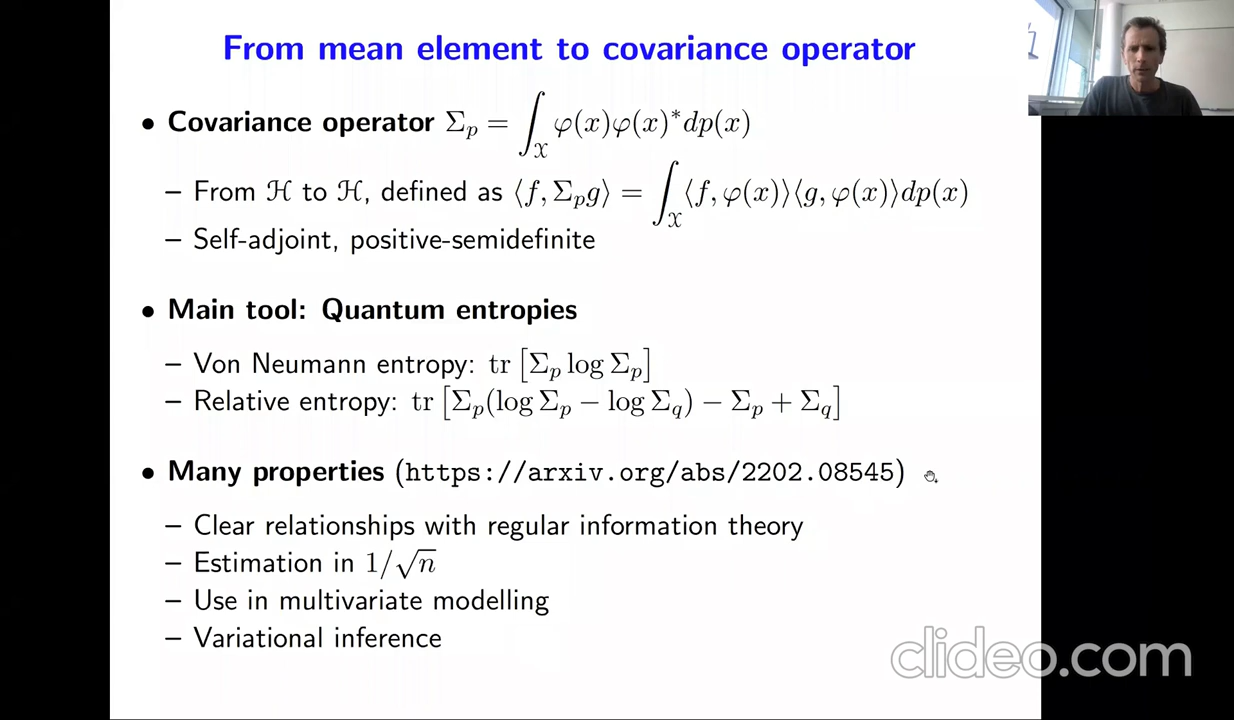 From mean element to covariance operator
• Covariance operator Σ_p = ∫_𝒳 φ(x)φ(x)*dp(x)
– From ℋ to ℋ, defined as ⟨f, Σ_p g⟩ = ∫_𝒳 ⟨f, φ(x)⟩⟨g, φ(x)⟩dp(x)
– Self-adjoint, positive-semidefinite
• Main tool: Quantum entropies
– Von Neumann entropy: tr [Σ_p log Σ_p]
– Relative entropy: tr [Σ_p(log Σ_p − log Σ_q) − Σ_p + Σ_q]
• Many properties (https://arxiv.org/abs/2202.08545)
– Clear relationships with regular information theory
– Estimation in 1/√n
– Use in multivariate modelling
– Variational inference
clideo.com